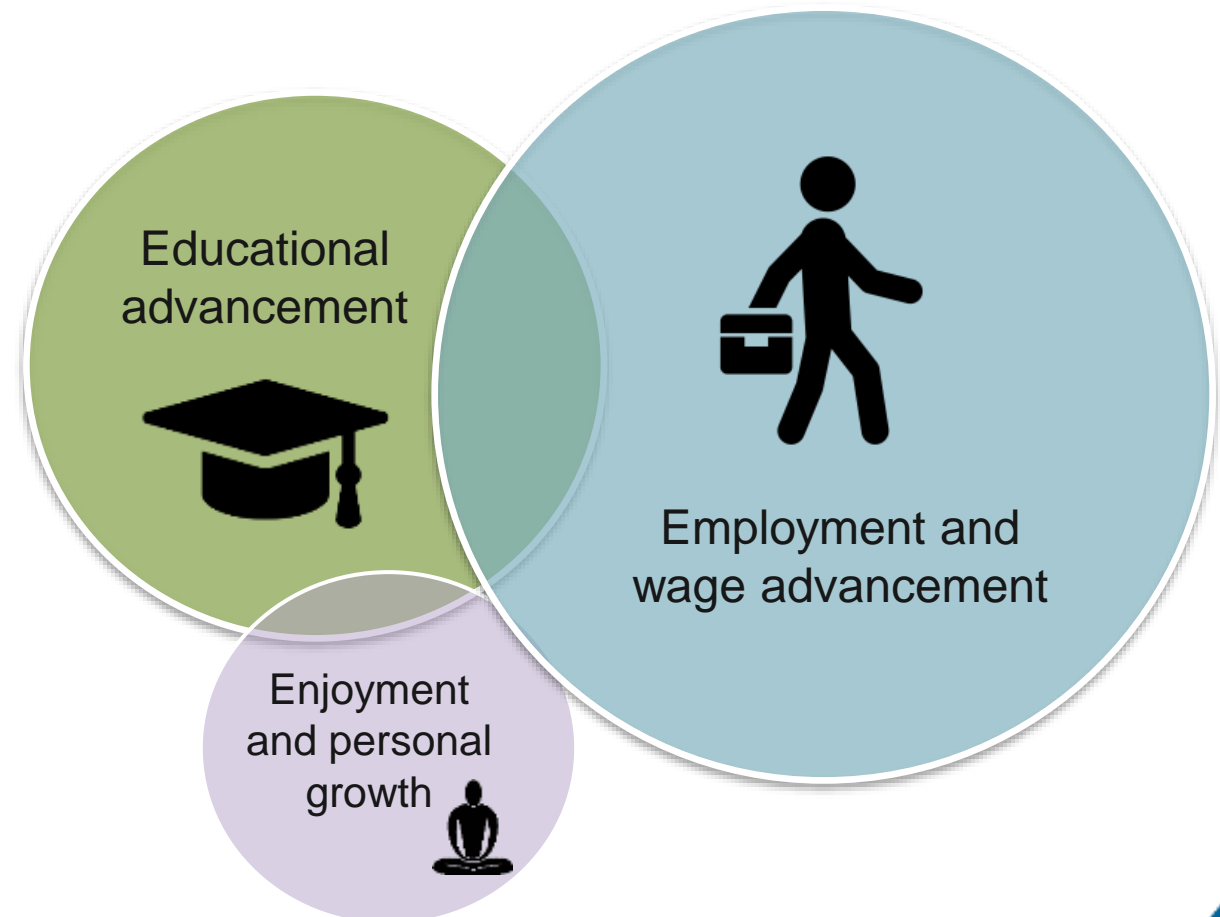 Educational
advancement
Employment and
wage advancement
Enjoyment
and personal
growth